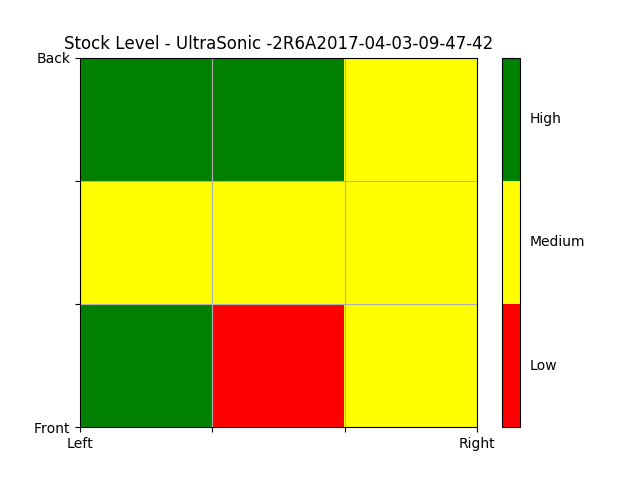 Stock Level - UltraSonic -2R6A2017-04-03-09-47-42
Back
High
Medium
Low
Front
Left
Right